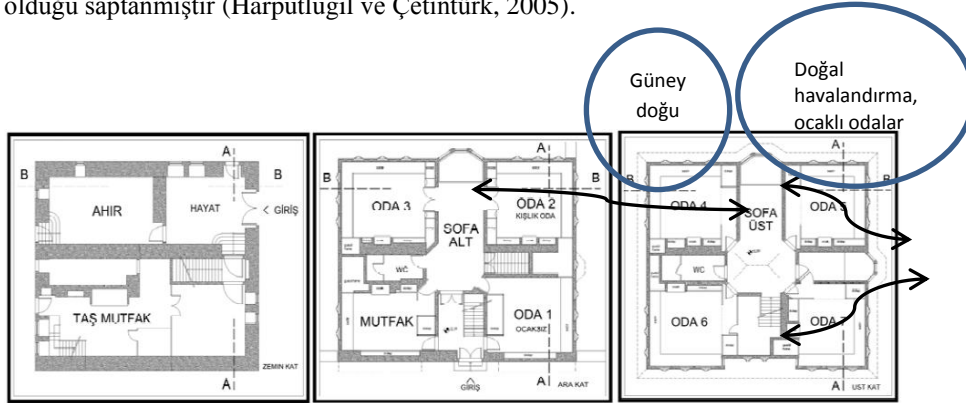 olduğu saptanmıştır (Harputlugil ve Çetintürk, 2005).
Güney
doğu
Doğal
havalandırma,
ocaklı odalar
A
B
B
AHIR
HAYAT
GİRİŞ
TAŞ MUTFAK
A
ZEMIN KAT
A
B
B
ODA 3
ODA 2
KIŞLIK ODA
SOFA
ALT
WC
MUTFAK
ODA 1
OCAKSIZ
GİRİŞ
A
ARA KAT
A
B
B
ODA 4
ODA 5
SOFA
ÜST
WC
ODA 6
ODA 7
A
ÜST KAT